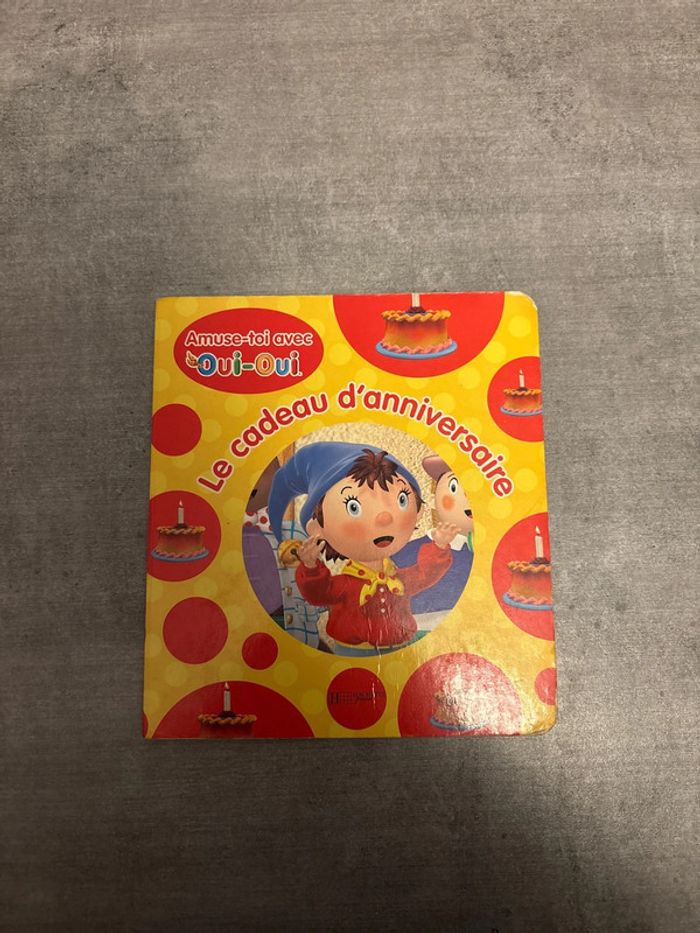 Amuse-toi avec
Oui-Oui
Le cadeau d'anniversaire